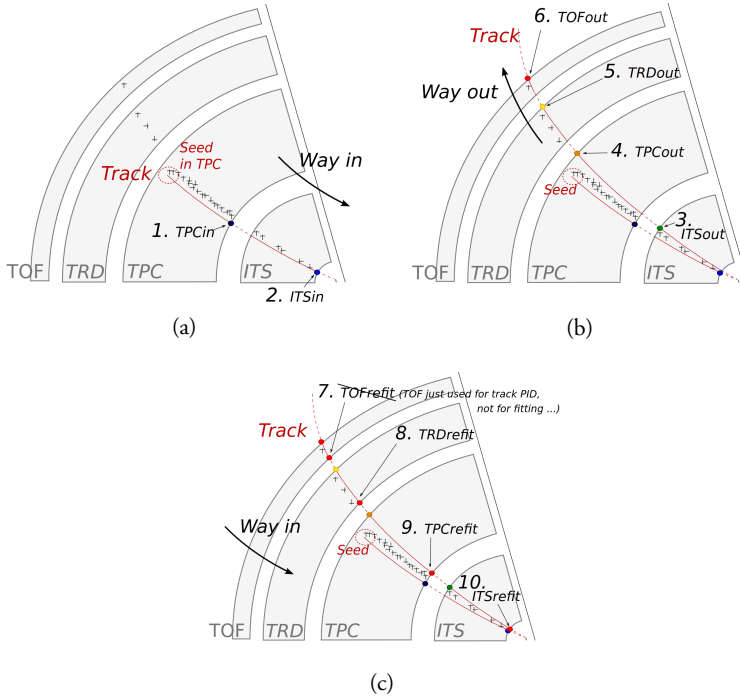 Seed
in TPC
Track
Way in
1. TPCin
TOF
TRD
TPC
ITS
2. ITSin
(a)
6. TOFout
Track
5. TRDout
Way out
4. TPCout
Seed
3.
ITSout
TOF
TRD
TPC
ITS
(b)
7. TOFrefit (TOF just used for track PID,
not for fitting ...)
Track
8. TRDrefit
Way in
9. TPCrefit
Seed
10.
ITSrefit
TOF
TRD
TPC
ITS
(c)